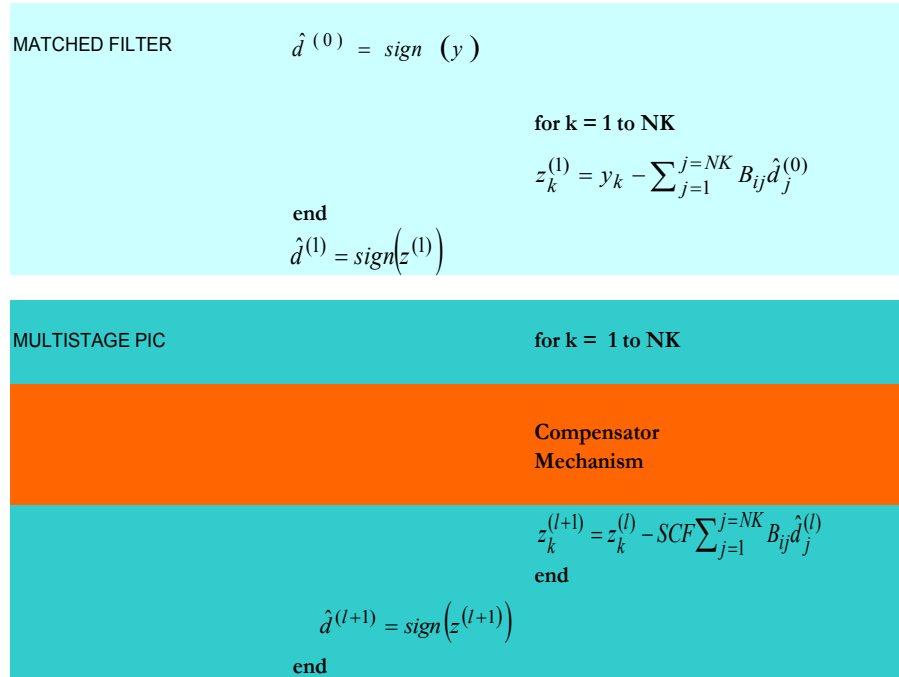 MATCHED FILTER d̂^(0) = sign (y)
for k = 1 to NK
z_k^(1) = y_k − ∑_{j=1}^{j=NK} B_ij d̂_j^(0)
end
d̂^(1) = sign(z^(1))
MULTISTAGE PIC for k = 1 to NK
Compensator
Mechanism
z_k^(l+1) = z_k^(l) − SCF ∑_{j=1}^{j=NK} B_ij d̂_j^(l)
end
d̂^(l+1) = sign(z^(l+1))
end